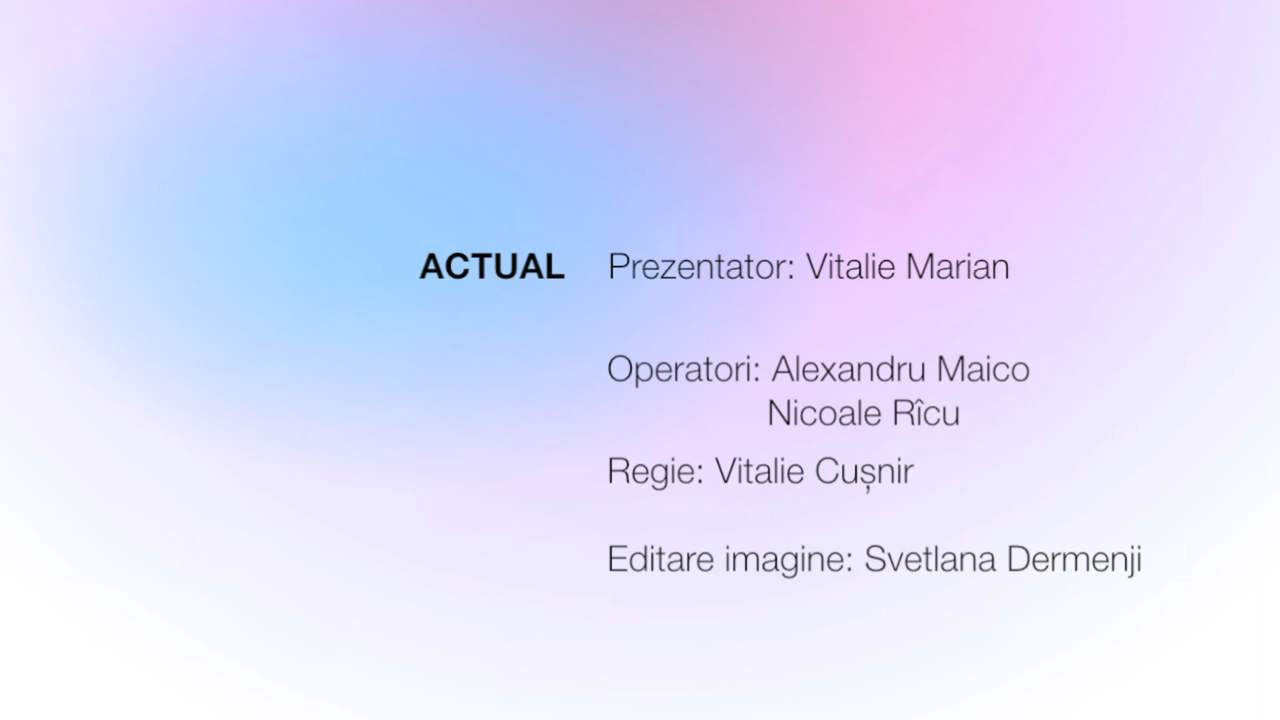 ACTUAL Prezentator: Vitalie Marian
Operatori: Alexandru Maico
Nicoale Rîcu
Regie: Vitalie Cușnir
Editare imagine: Svetlana Dermenji